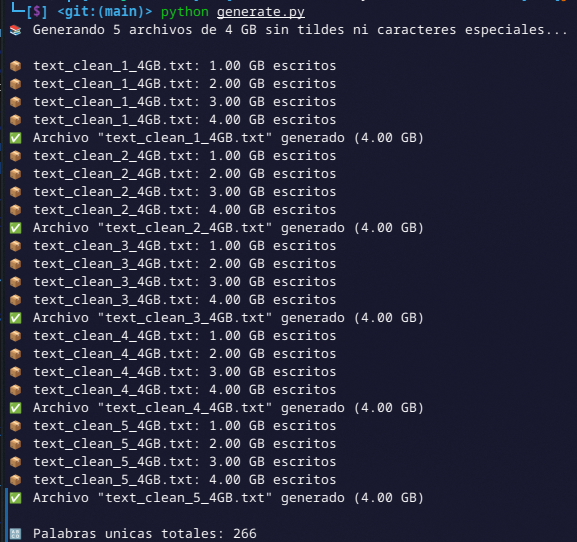 └─[$] <git:(main)> python generate.py
📚 Generando 5 archivos de 4 GB sin tildes ni caracteres especiales...
📦 text_clean_1_4GB.txt: 1.00 GB escritos
📦 text_clean_1_4GB.txt: 2.00 GB escritos
📦 text_clean_1_4GB.txt: 3.00 GB escritos
📦 text_clean_1_4GB.txt: 4.00 GB escritos
✅ Archivo "text_clean_1_4GB.txt" generado (4.00 GB)
📦 text_clean_2_4GB.txt: 1.00 GB escritos
📦 text_clean_2_4GB.txt: 2.00 GB escritos
📦 text_clean_2_4GB.txt: 3.00 GB escritos
📦 text_clean_2_4GB.txt: 4.00 GB escritos
✅ Archivo "text_clean_2_4GB.txt" generado (4.00 GB)
📦 text_clean_3_4GB.txt: 1.00 GB escritos
📦 text_clean_3_4GB.txt: 2.00 GB escritos
📦 text_clean_3_4GB.txt: 3.00 GB escritos
📦 text_clean_3_4GB.txt: 4.00 GB escritos
✅ Archivo "text_clean_3_4GB.txt" generado (4.00 GB)
📦 text_clean_4_4GB.txt: 1.00 GB escritos
📦 text_clean_4_4GB.txt: 2.00 GB escritos
📦 text_clean_4_4GB.txt: 3.00 GB escritos
📦 text_clean_4_4GB.txt: 4.00 GB escritos
✅ Archivo "text_clean_4_4GB.txt" generado (4.00 GB)
📦 text_clean_5_4GB.txt: 1.00 GB escritos
📦 text_clean_5_4GB.txt: 2.00 GB escritos
📦 text_clean_5_4GB.txt: 3.00 GB escritos
📦 text_clean_5_4GB.txt: 4.00 GB escritos
✅ Archivo "text_clean_5_4GB.txt" generado (4.00 GB)
🔡 Palabras unicas totales: 266